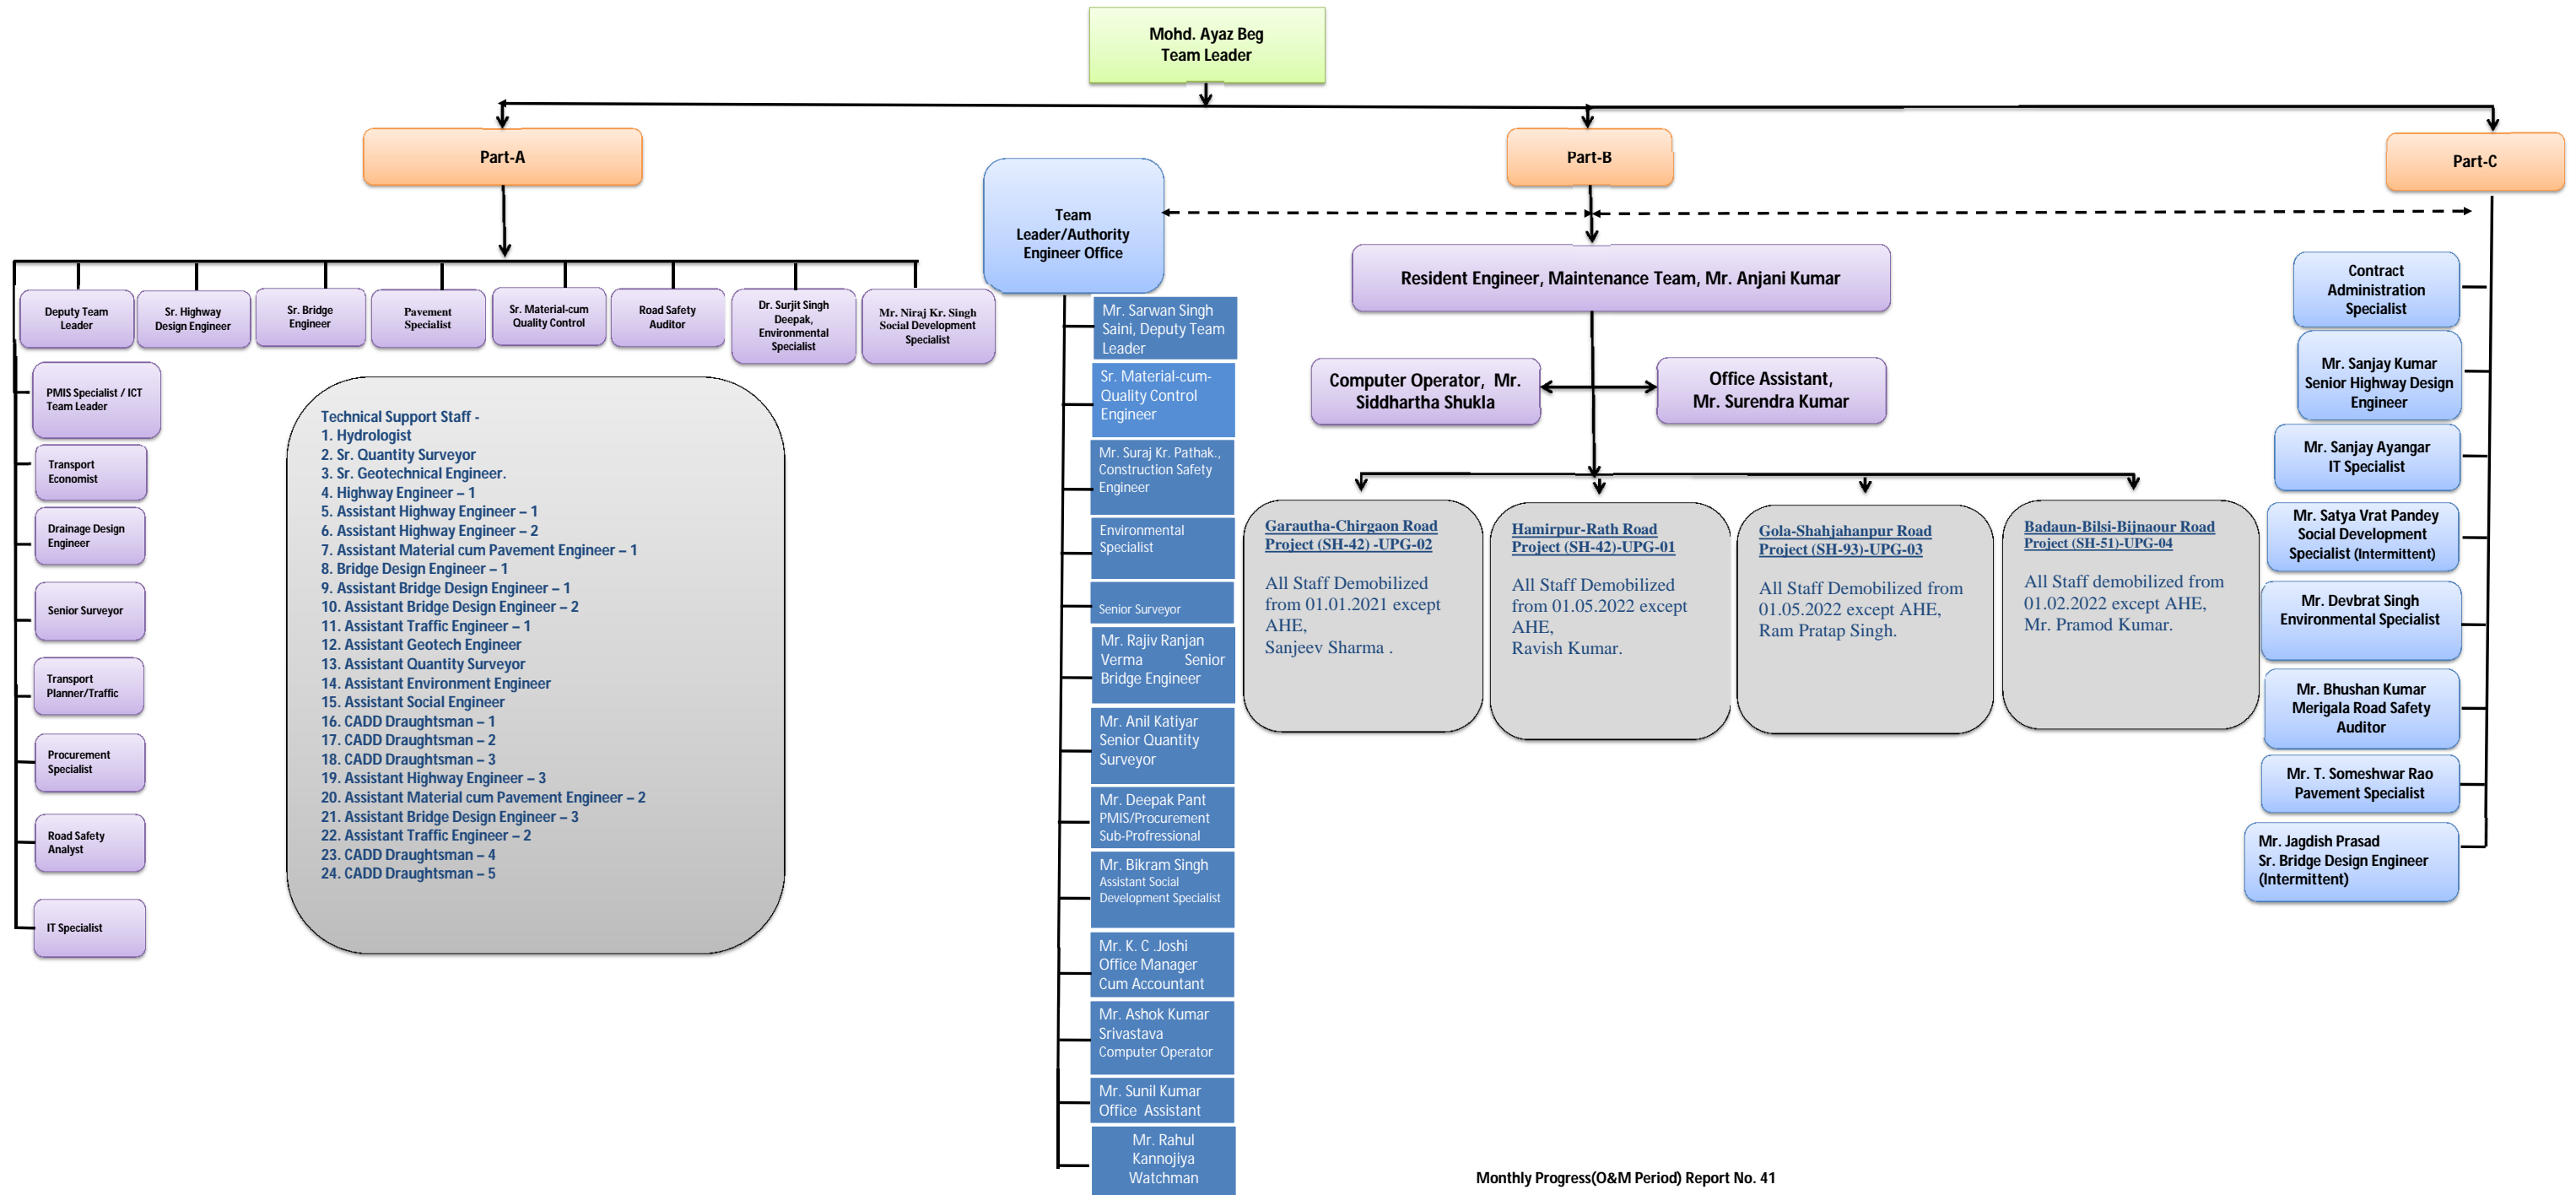 Mohd. Ayaz Beg
Team Leader
Part-A
Part-B
Part-C
Deputy Team
Leader
Sr. Highway
Design Engineer
Sr. Bridge
Engineer
Pavement
Specialist
Sr. Material-cum
Quality Control
Road Safety
Auditor
Dr. Surjit Singh
Deepak,
Environmental
Specialist
Mr. Niraj Kr. Singh
Social Development
Specialist
PMIS Specialist / ICT
Team Leader
Transport
Economist
Drainage Design
Engineer
Senior Surveyor
Transport
Planner/Traffic
Procurement
Specialist
Road Safety
Analyst
IT Specialist
Technical Support Staff -
1. Hydrologist
2. Sr. Quantity Surveyor
3. Sr. Geotechnical Engineer.
4. Highway Engineer – 1
5. Assistant Highway Engineer – 1
6. Assistant Highway Engineer – 2
7. Assistant Material cum Pavement Engineer – 1
8. Bridge Design Engineer – 1
9. Assistant Bridge Design Engineer – 1
10. Assistant Bridge Design Engineer – 2
11. Assistant Traffic Engineer – 1
12. Assistant Geotech Engineer
13. Assistant Quantity Surveyor
14. Assistant Environment Engineer
15. Assistant Social Engineer
16. CADD Draughtsman – 1
17. CADD Draughtsman – 2
18. CADD Draughtsman – 3
19. Assistant Highway Engineer – 3
20. Assistant Material cum Pavement Engineer – 2
21. Assistant Bridge Design Engineer – 3
22. Assistant Traffic Engineer – 2
23. CADD Draughtsman – 4
24. CADD Draughtsman – 5
Team
Leader/Authority
Engineer Office
Mr. Sarwan Singh
Saini, Deputy Team
Leader
Sr. Material-cum-
Quality Control
Engineer
Mr. Suraj Kr. Pathak.,
Construction Safety
Engineer
Environmental
Specialist
Senior Surveyor
Mr. Rajiv Ranjan
Verma Senior
Bridge Engineer
Mr. Anil Katiyar
Senior Quantity
Surveyor
Mr. Deepak Pant
PMIS/Procurement
Sub-Profressional
Mr. Bikram Singh
Assistant Social
Development Specialist
Mr. K. C .Joshi
Office Manager
Cum Accountant
Mr. Ashok Kumar
Srivastava
Computer Operator
Mr. Sunil Kumar
Office Assistant
Mr. Rahul
Kannojiya
Watchman
Resident Engineer, Maintenance Team, Mr. Anjani Kumar
Computer Operator, Mr.
Siddhartha Shukla
Office Assistant,
Mr. Surendra Kumar
Garautha-Chirgaon Road
Project (SH-42) -UPG-02
All Staff Demobilized
from 01.01.2021 except
AHE,
Sanjeev Sharma .
Hamirpur-Rath Road
Project (SH-42)-UPG-01
All Staff Demobilized
from 01.05.2022 except
AHE,
Ravish Kumar.
Gola-Shahjahanpur Road
Project (SH-93)-UPG-03
All Staff Demobilized from
01.05.2022 except AHE,
Ram Pratap Singh.
Badaun-Bilsi-Bijnaour Road
Project (SH-51)-UPG-04
All Staff demobilized from
01.02.2022 except AHE,
Mr. Pramod Kumar.
Contract
Administration
Specialist
Mr. Sanjay Kumar
Senior Highway Design
Engineer
Mr. Sanjay Ayangar
IT Specialist
Mr. Satya Vrat Pandey
Social Development
Specialist (Intermittent)
Mr. Devbrat Singh
Environmental Specialist
Mr. Bhushan Kumar
Merigala Road Safety
Auditor
Mr. T. Someshwar Rao
Pavement Specialist
Mr. Jagdish Prasad
Sr. Bridge Design Engineer
(Intermittent)
Monthly Progress(O&M Period) Report No. 41